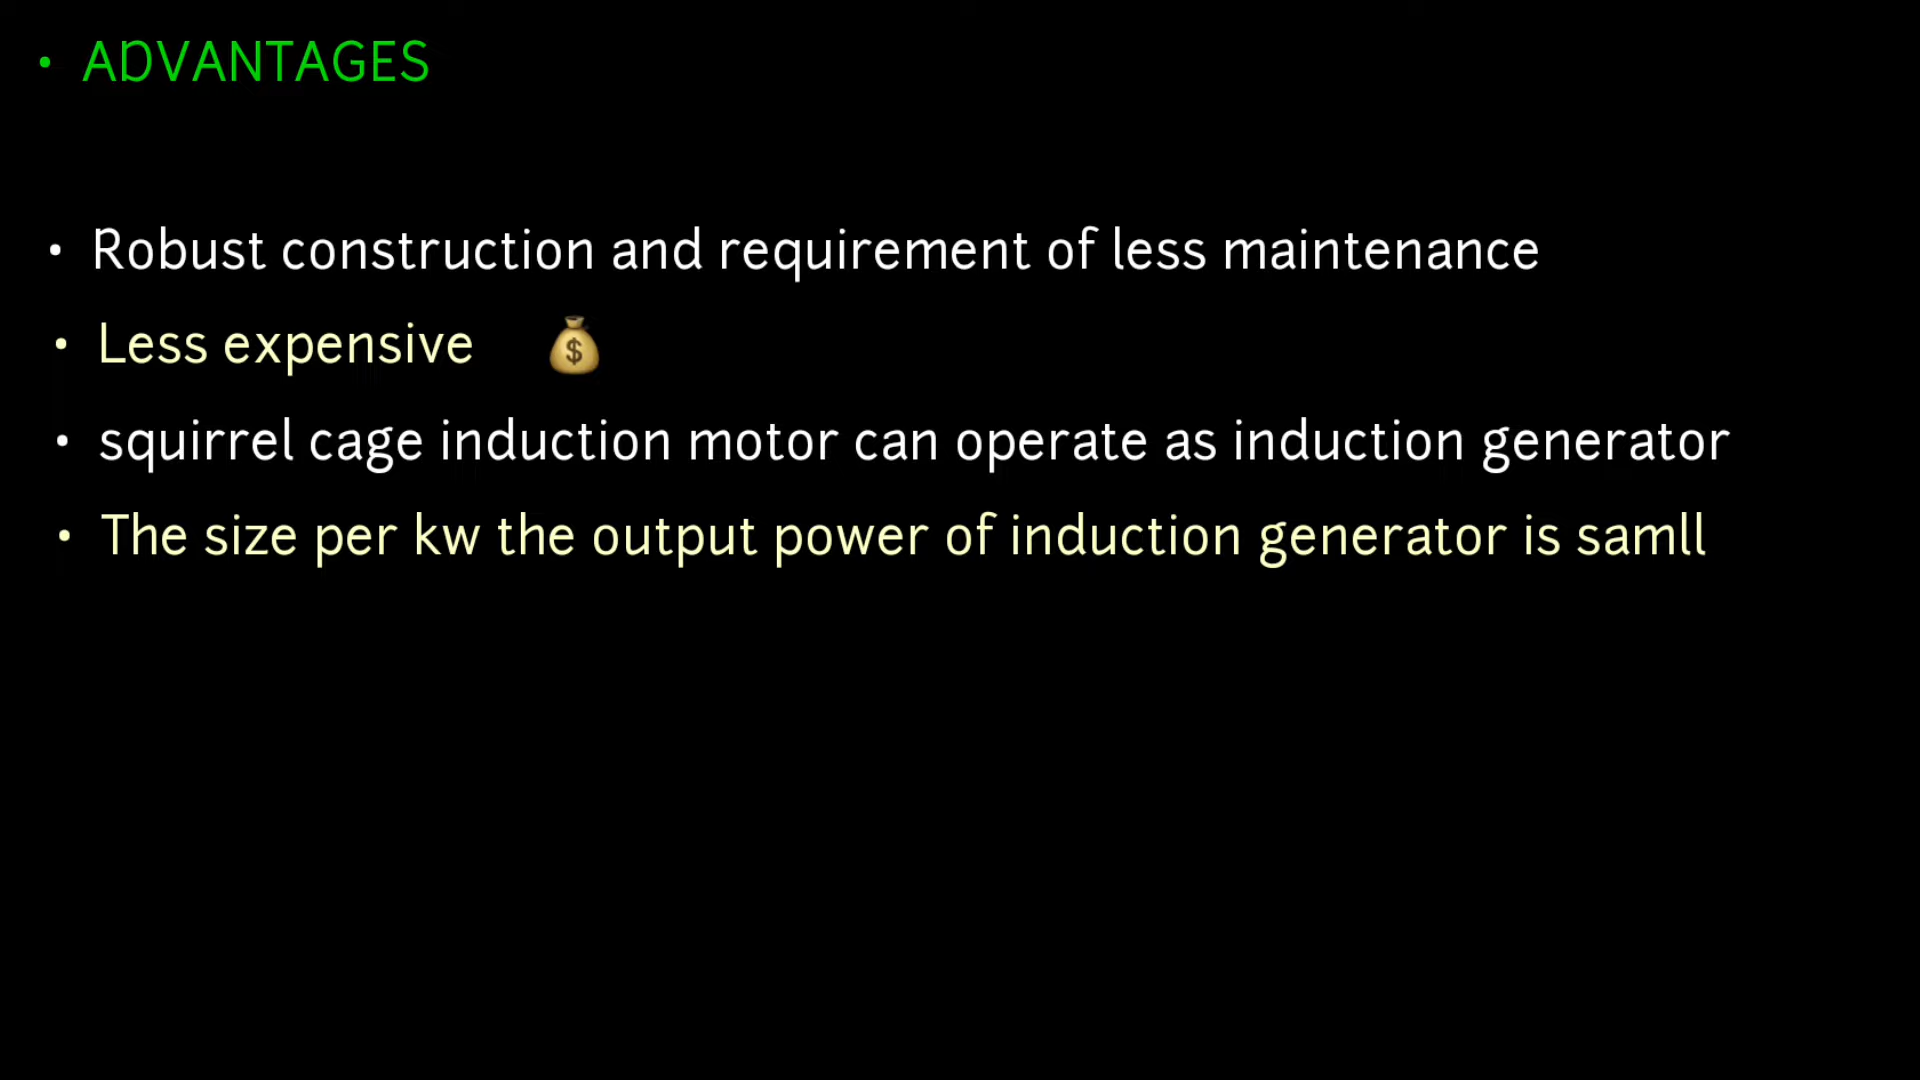 • ADVANTAGES
• Robust construction and requirement of less maintenance
• Less expensive 💰
• squirrel cage induction motor can operate as induction generator
• The size per kw the output power of induction generator is samll